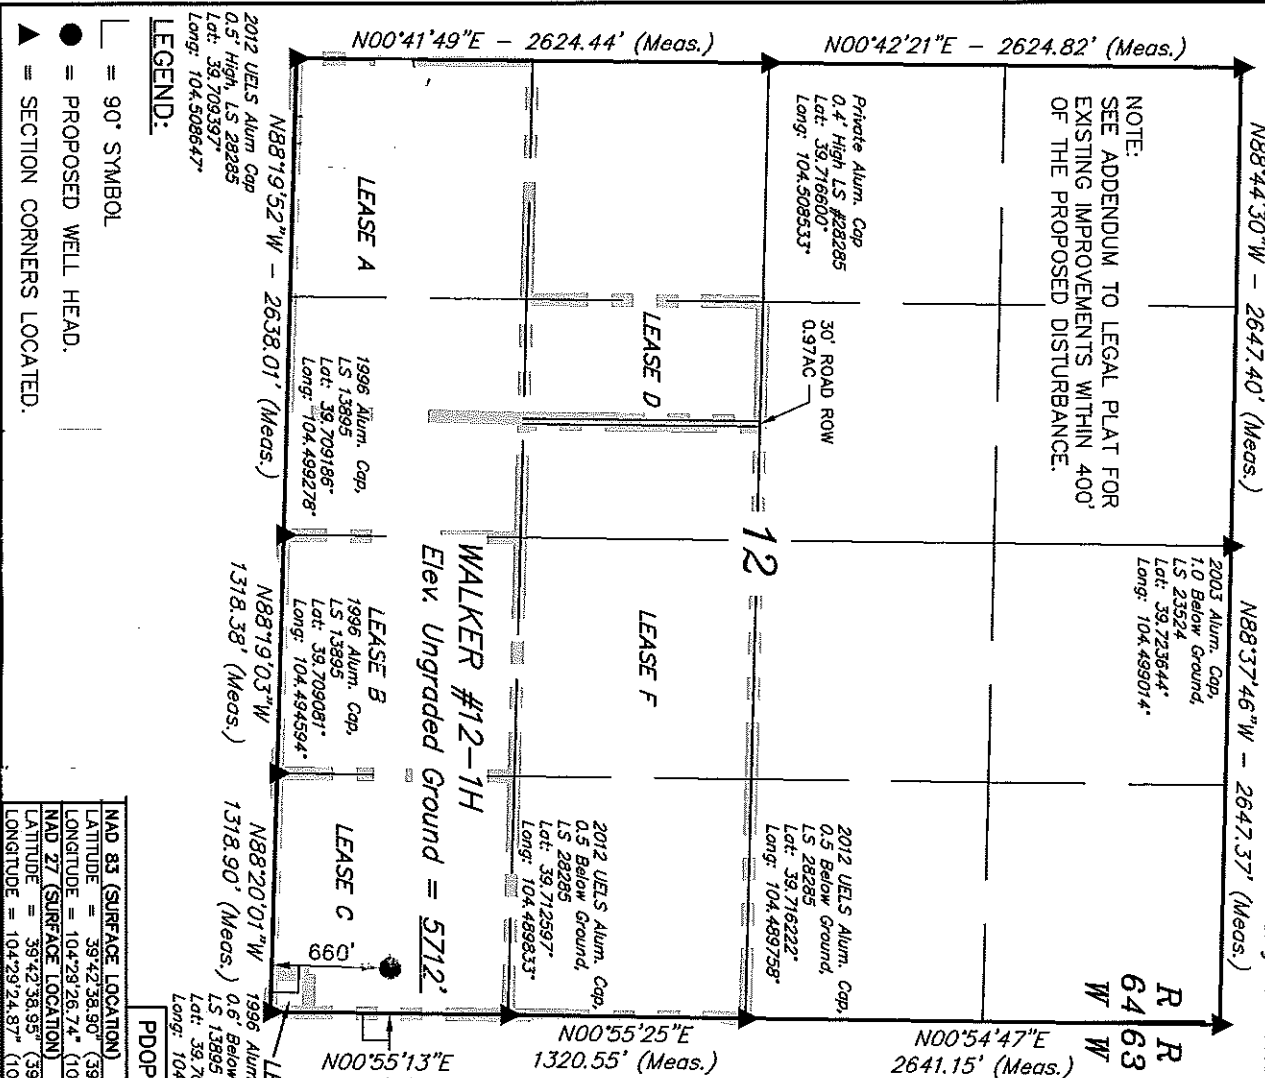 N88°44'30"W - 2647.40' (Meas.)
N88°37'46"W - 2647.37' (Meas.)
N00°42'21"E - 2624.82' (Meas.)
N00°41'49"E - 2624.44' (Meas.)
NOTE:
SEE ADDENDUM TO LEGAL PLAT FOR
EXISTING IMPROVEMENTS WITHIN 400'
OF THE PROPOSED DISTURBANCE.
2003 Alum. Cap,
1.0 Below Ground,
LS 23524
Lat: 39.723644°
Long: 104.499014°
R R
64 63
W W
Private Alum. Cap
0.4' High LS #28285
Lat: 39.716600°
Long: 104.508533°
30' ROAD ROW
0.97AC
12
2012 UELS Alum. Cap,
0.5 Below Ground,
LS 28285
Lat: 39.716222°
Long: 104.489758°
N00°54'47"E
2641.15' (Meas.)
LEASE D
LEASE F
2012 UELS Alum. Cap,
0.5 Below Ground,
LS 28285
Lat: 39.712597°
Long: 104.489833°
N00°55'25"E
1320.55' (Meas.)
WALKER #12-1H
Elev. Ungraded Ground = 5712'
LEASE A
1996 Alum. Cap,
LS 13895
Lat: 39.709186°
Long: 104.499278°
LEASE B
1996 Alum. Cap,
LS 13895
Lat: 39.709081°
Long: 104.494594°
LEASE C
660'
N00°55'13"E
N88°19'52"W - 2638.01' (Meas.)
N88°19'03"W
1318.38' (Meas.)
N88°20'01"W
1318.90' (Meas.)
2012 UELS Alum Cap
0.5' High, LS 28285
Lat: 39.709397°
Long: 104.508647°
1996 Alum.
0.6' Below
LS 13895
Lat:
Long: 104
LEGEND:
= 90° SYMBOL
= PROPOSED WELL HEAD.
= SECTION CORNERS LOCATED.
PDOP
NAD 83 (SURFACE LOCATION)
LATITUDE = 39°42'38.90"
LONGITUDE = 104°29'26.74"
NAD 27 (SURFACE LOCATION)
LATITUDE = 39°42'38.95"
LONGITUDE = 104°29'24.87"